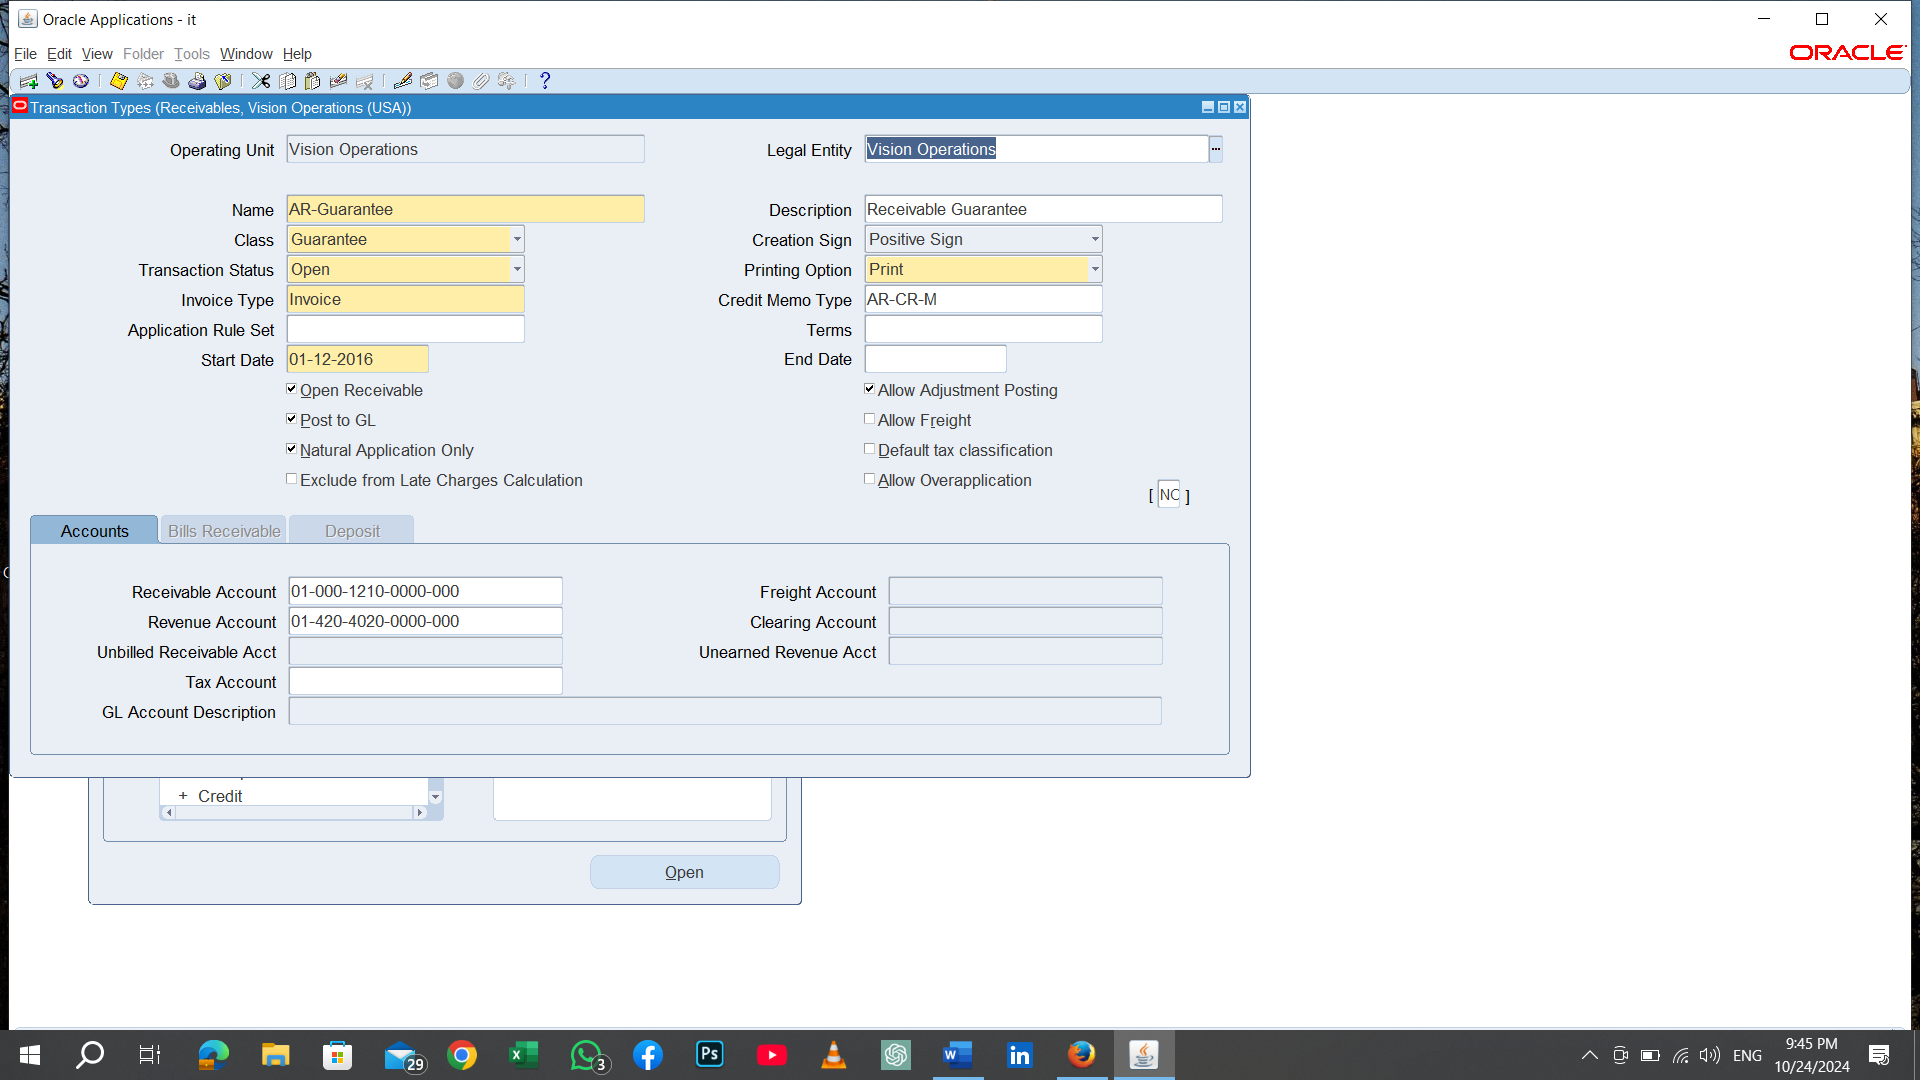 Oracle Applications - it
File Edit View Folder Tools Window Help
ORACLE
Transaction Types (Receivables, Vision Operations (USA))
Operating Unit Vision Operations
Legal Entity Vision Operations ...
Name AR-Guarantee
Description Receivable Guarantee
Class Guarantee
Creation Sign Positive Sign
Transaction Status Open
Printing Option Print
Invoice Type Invoice
Credit Memo Type AR-CR-M
Application Rule Set
Terms
Start Date 01-12-2016
End Date
Open Receivable
Allow Adjustment Posting
Post to GL
Allow Freight
Natural Application Only
Default tax classification
Exclude from Late Charges Calculation
Allow Overapplication
[ NC ]
Accounts Bills Receivable Deposit
Receivable Account 01-000-1210-0000-000
Freight Account
Revenue Account 01-420-4020-0000-000
Clearing Account
Unbilled Receivable Acct
Unearned Revenue Acct
Tax Account
GL Account Description
+ Credit
Open
29
3
Ps
ENG
9:45 PM
10/24/2024